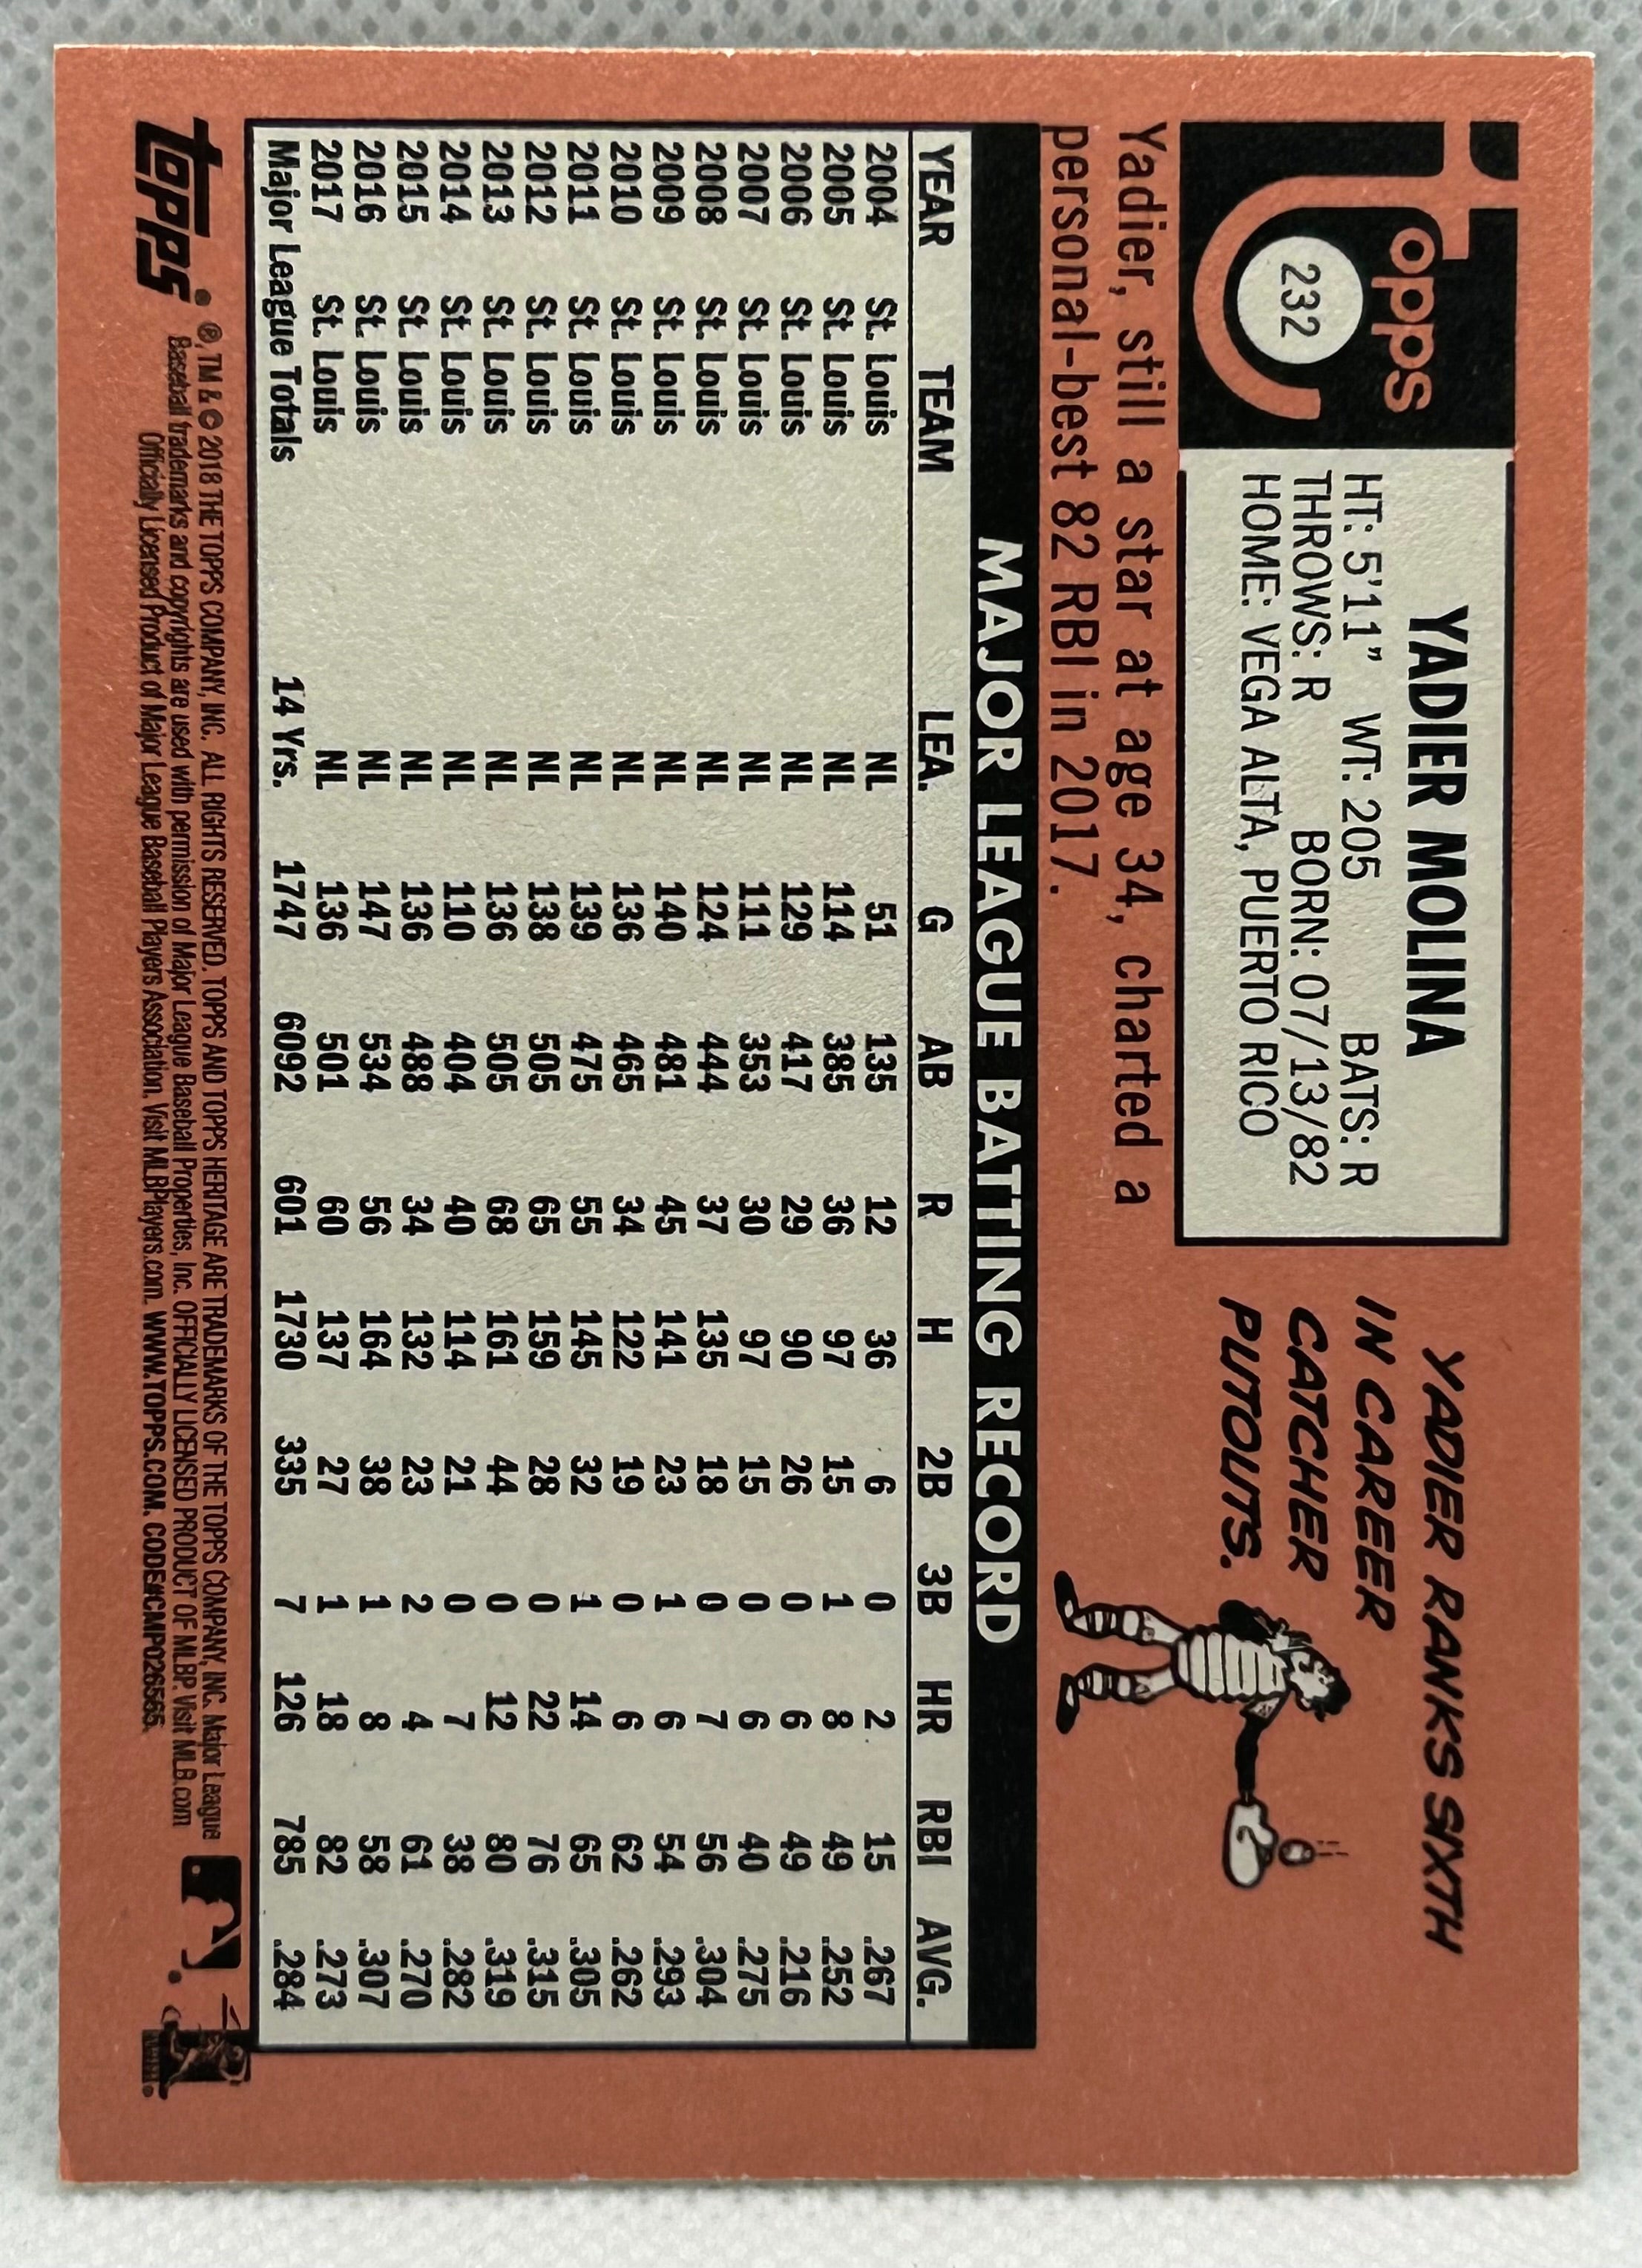 Topps
232
YADIER MOLINA
HT: 5'11" WT: 205 BATS: R
THROWS: R BORN: 07/13/82
HOME: VEGA ALTA, PUERTO RICO
YADIER RANKS SIXTH
IN CAREER
CATCHER
PUTOUTS.
Yadier, still a star at age 34, charted a
personal-best 82 RBI in 2017.
MAJOR LEAGUE BATTING RECORD
YEAR TEAM LEA. G AB R H 2B 3B HR RBI AVG.
2004 St. Louis NL 51 135 12 36 6 0 2 15 .267
2005 St. Louis NL 114 385 36 97 15 1 8 49 .252
2006 St. Louis NL 129 417 29 90 26 0 6 49 .216
2007 St. Louis NL 111 353 30 97 15 0 6 40 .275
2008 St. Louis NL 124 444 37 135 18 0 7 56 .304
2009 St. Louis NL 140 481 45 141 23 1 6 54 .293
2010 St. Louis NL 136 465 34 122 19 0 6 62 .262
2011 St. Louis NL 139 475 55 145 32 1 14 65 .305
2012 St. Louis NL 138 505 65 159 28 0 22 76 .315
2013 St. Louis NL 136 505 68 161 44 0 12 80 .319
2014 St. Louis NL 110 404 40 114 21 0 7 38 .282
2015 St. Louis NL 136 488 34 132 23 2 4 61 .270
2016 St. Louis NL 147 534 56 164 38 1 8 58 .307
2017 St. Louis NL 136 501 60 137 27 1 18 82 .273
Major League Totals 14 Yrs. 1747 6092 601 1730 335 7 126 785 .284
Topps®
®, TM & © 2018 THE TOPPS COMPANY, INC. ALL RIGHTS RESERVED. TOPPS AND TOPPS HERITAGE ARE TRADEMARKS OF THE TOPPS COMPANY, INC. Major League
Baseball trademarks and copyrights are used with permission of Major League Baseball Properties, Inc. OFFICIALLY LICENSED PRODUCT OF MLBP. Visit MLB.com
Officially Licensed Product of Major League Baseball Players Association. Visit MLBPlayers.com. WWW.TOPPS.COM. CODE#CMP026565.